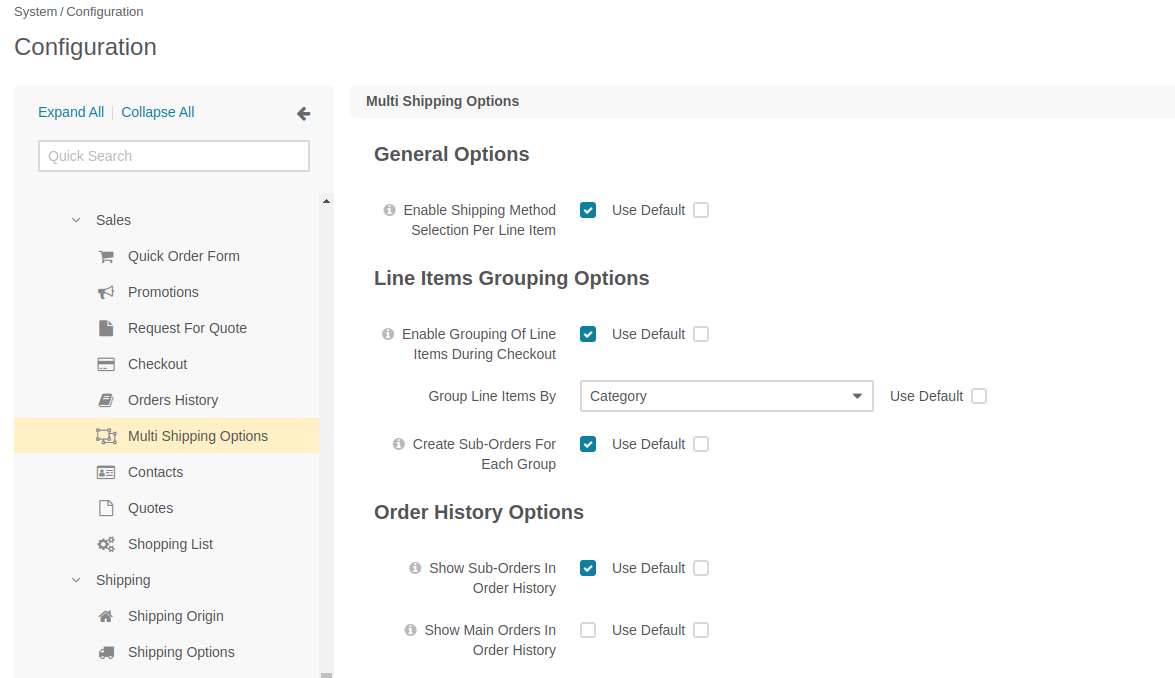 System / Configuration
Configuration
Expand All | Collapse All
Quick Search
Sales
Quick Order Form
Promotions
Request For Quote
Checkout
Orders History
Multi Shipping Options
Contacts
Quotes
Shopping List
Shipping
Shipping Origin
Shipping Options
Multi Shipping Options
General Options
Enable Shipping Method Use Default
Selection Per Line Item
Line Items Grouping Options
Enable Grouping Of Line Use Default
Items During Checkout
Group Line Items By Category Use Default
Create Sub-Orders For Use Default
Each Group
Order History Options
Show Sub-Orders In Use Default
Order History
Show Main Orders In Use Default
Order History